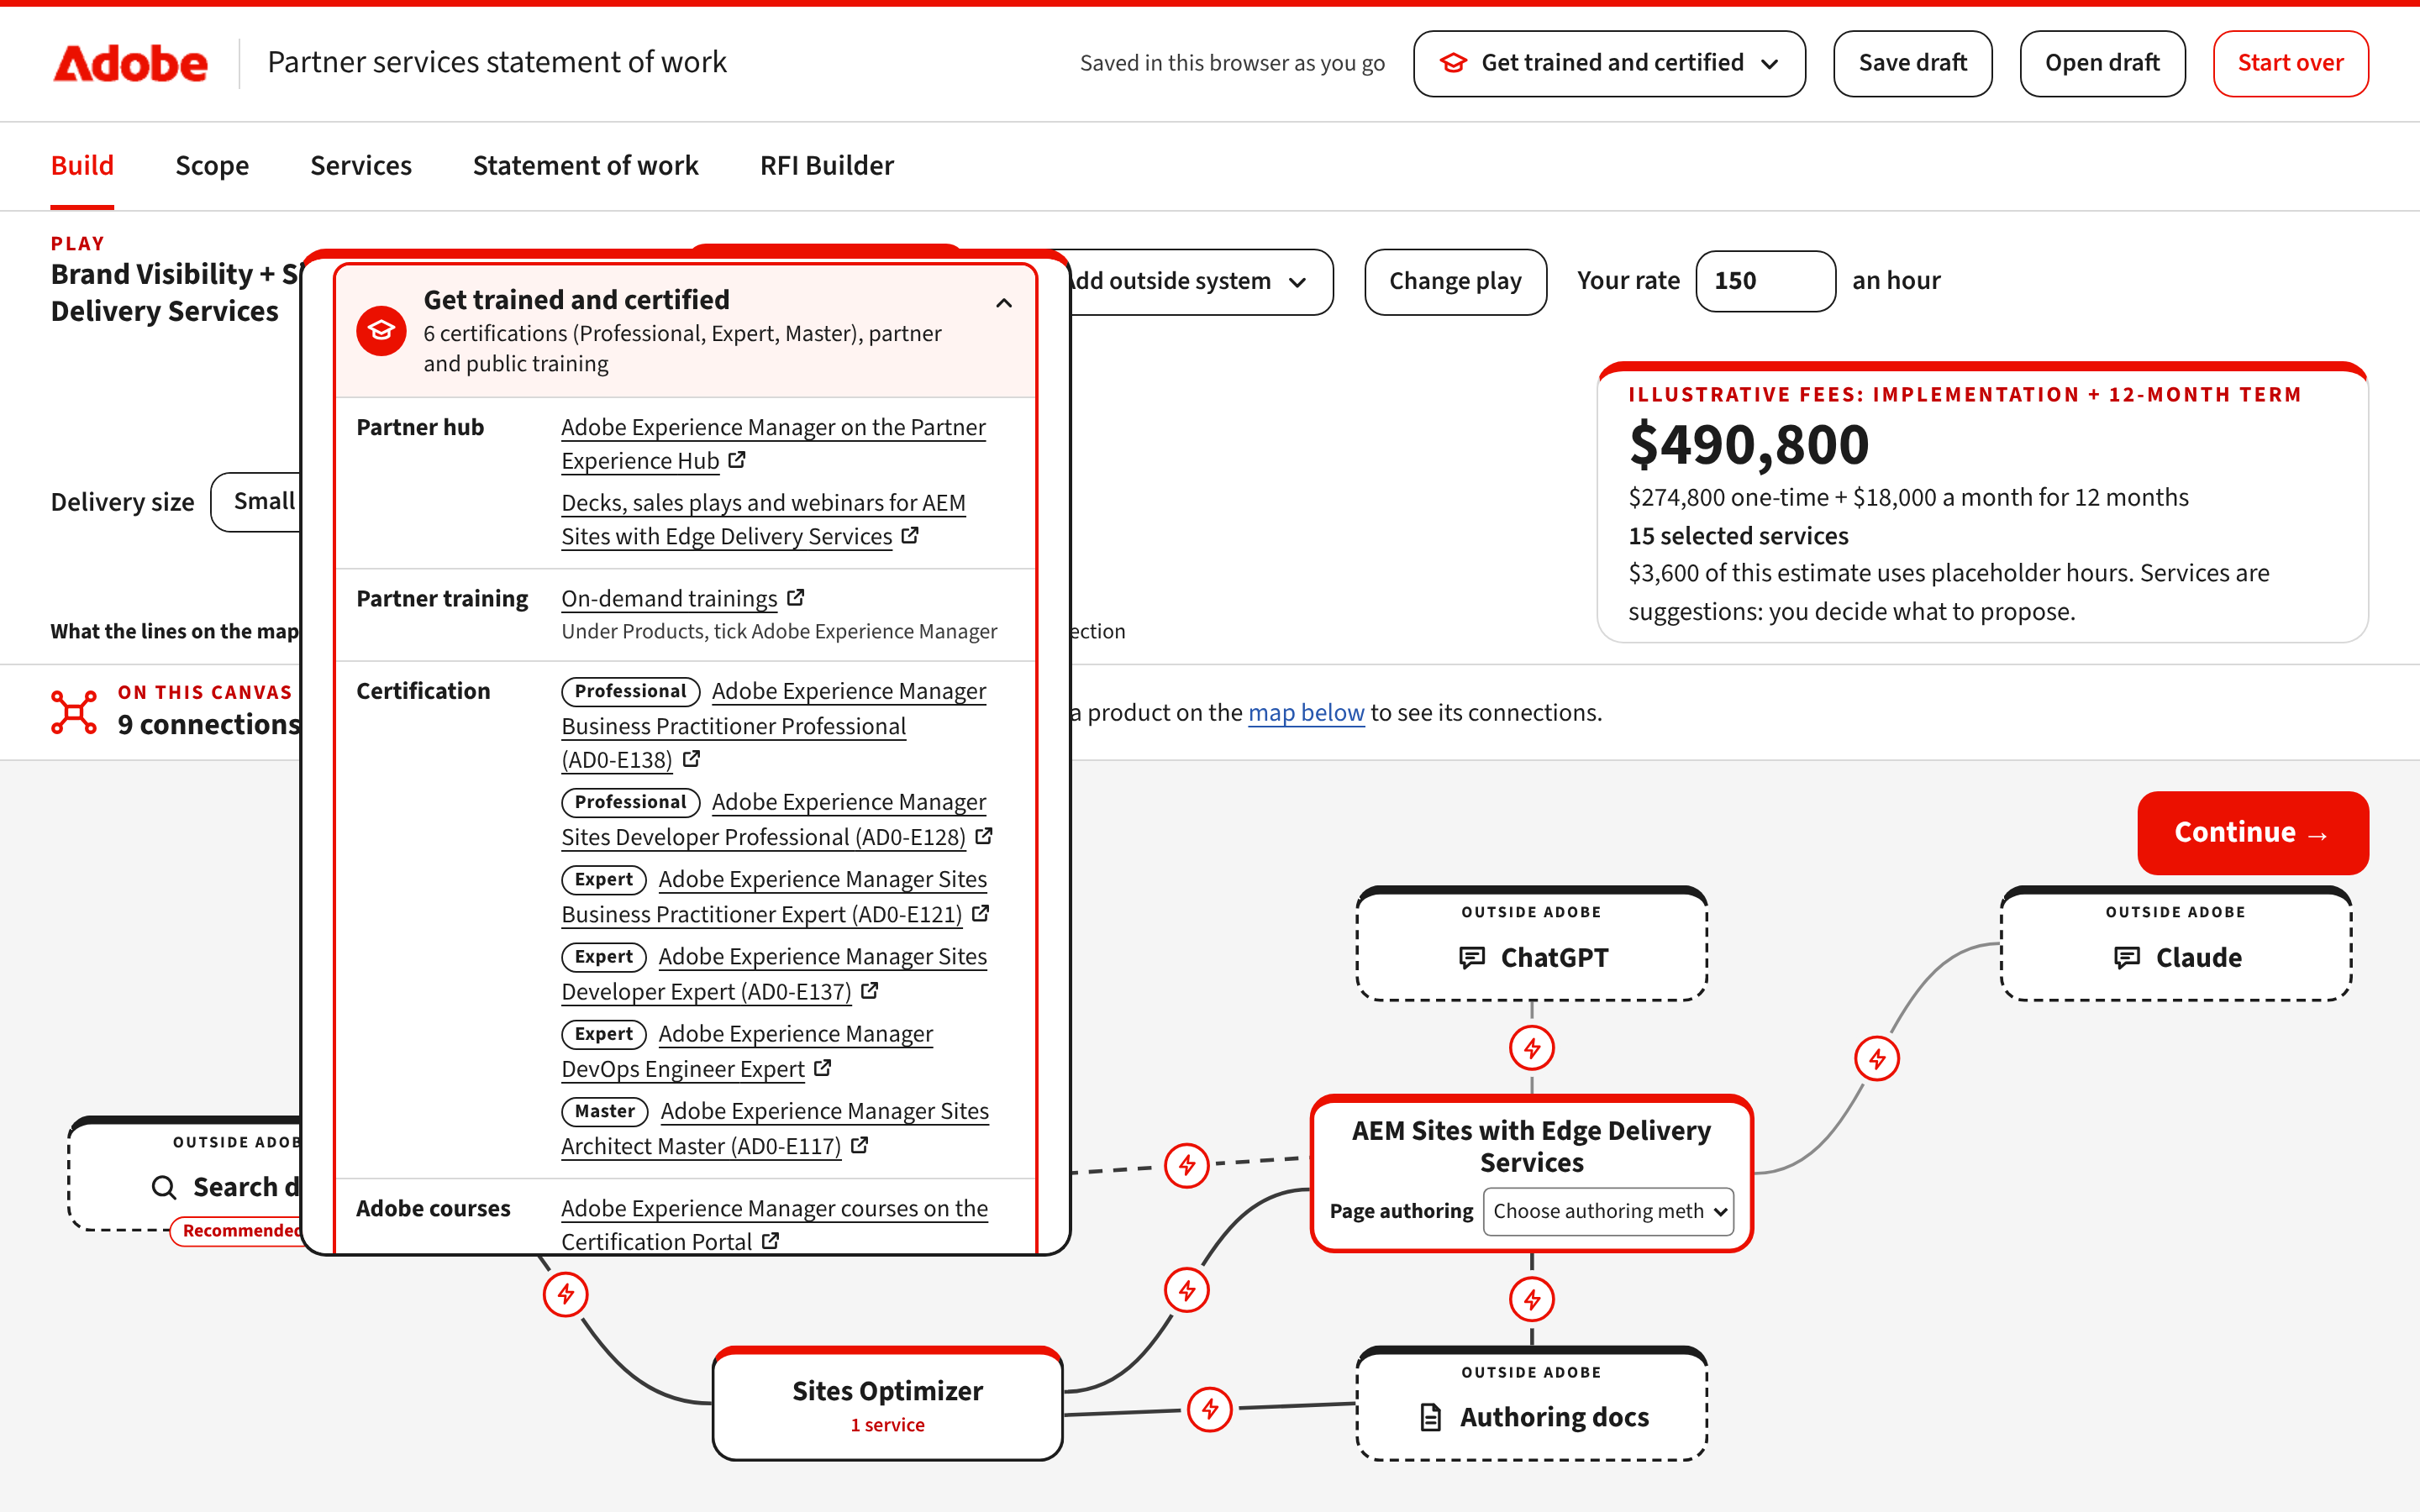 Adobe
Partner services statement of work
Saved in this browser as you go
Get trained and certified
Save draft
Open draft
Start over
Build
Scope
Services
Statement of work
RFI Builder
PLAY
Brand Visibility + S
Delivery Services
dd outside system
Change play
Your rate
150
an hour
Get trained and certified
6 certifications (Professional, Expert, Master), partner
and public training
Partner hub
Adobe Experience Manager on the Partner
Experience Hub
Decks, sales plays and webinars for AEM
Sites with Edge Delivery Services
Partner training
On-demand trainings
Under Products, tick Adobe Experience Manager
Certification
Professional Adobe Experience Manager
Business Practitioner Professional
(AD0-E138)
Professional Adobe Experience Manager
Sites Developer Professional (AD0-E128)
Expert Adobe Experience Manager Sites
Business Practitioner Expert (AD0-E121)
Expert Adobe Experience Manager Sites
Developer Expert (AD0-E137)
Expert Adobe Experience Manager
DevOps Engineer Expert
Master Adobe Experience Manager Sites
Architect Master (AD0-E117)
Adobe courses
Adobe Experience Manager courses on the
Certification Portal
ILLUSTRATIVE FEES: IMPLEMENTATION + 12-MONTH TERM
$490,800
$274,800 one-time + $18,000 a month for 12 months
15 selected services
$3,600 of this estimate uses placeholder hours. Services are
suggestions: you decide what to propose.
Delivery size
Small
What the lines on the map
ection
ON THIS CANVAS
9 connections
a product on the map below to see its connections.
Continue →
OUTSIDE ADOBE
ChatGPT
OUTSIDE ADOBE
Claude
OUTSIDE ADOB
Search d
Recommended
AEM Sites with Edge Delivery
Services
Page authoring
Choose authoring meth
Sites Optimizer
1 service
OUTSIDE ADOBE
Authoring docs